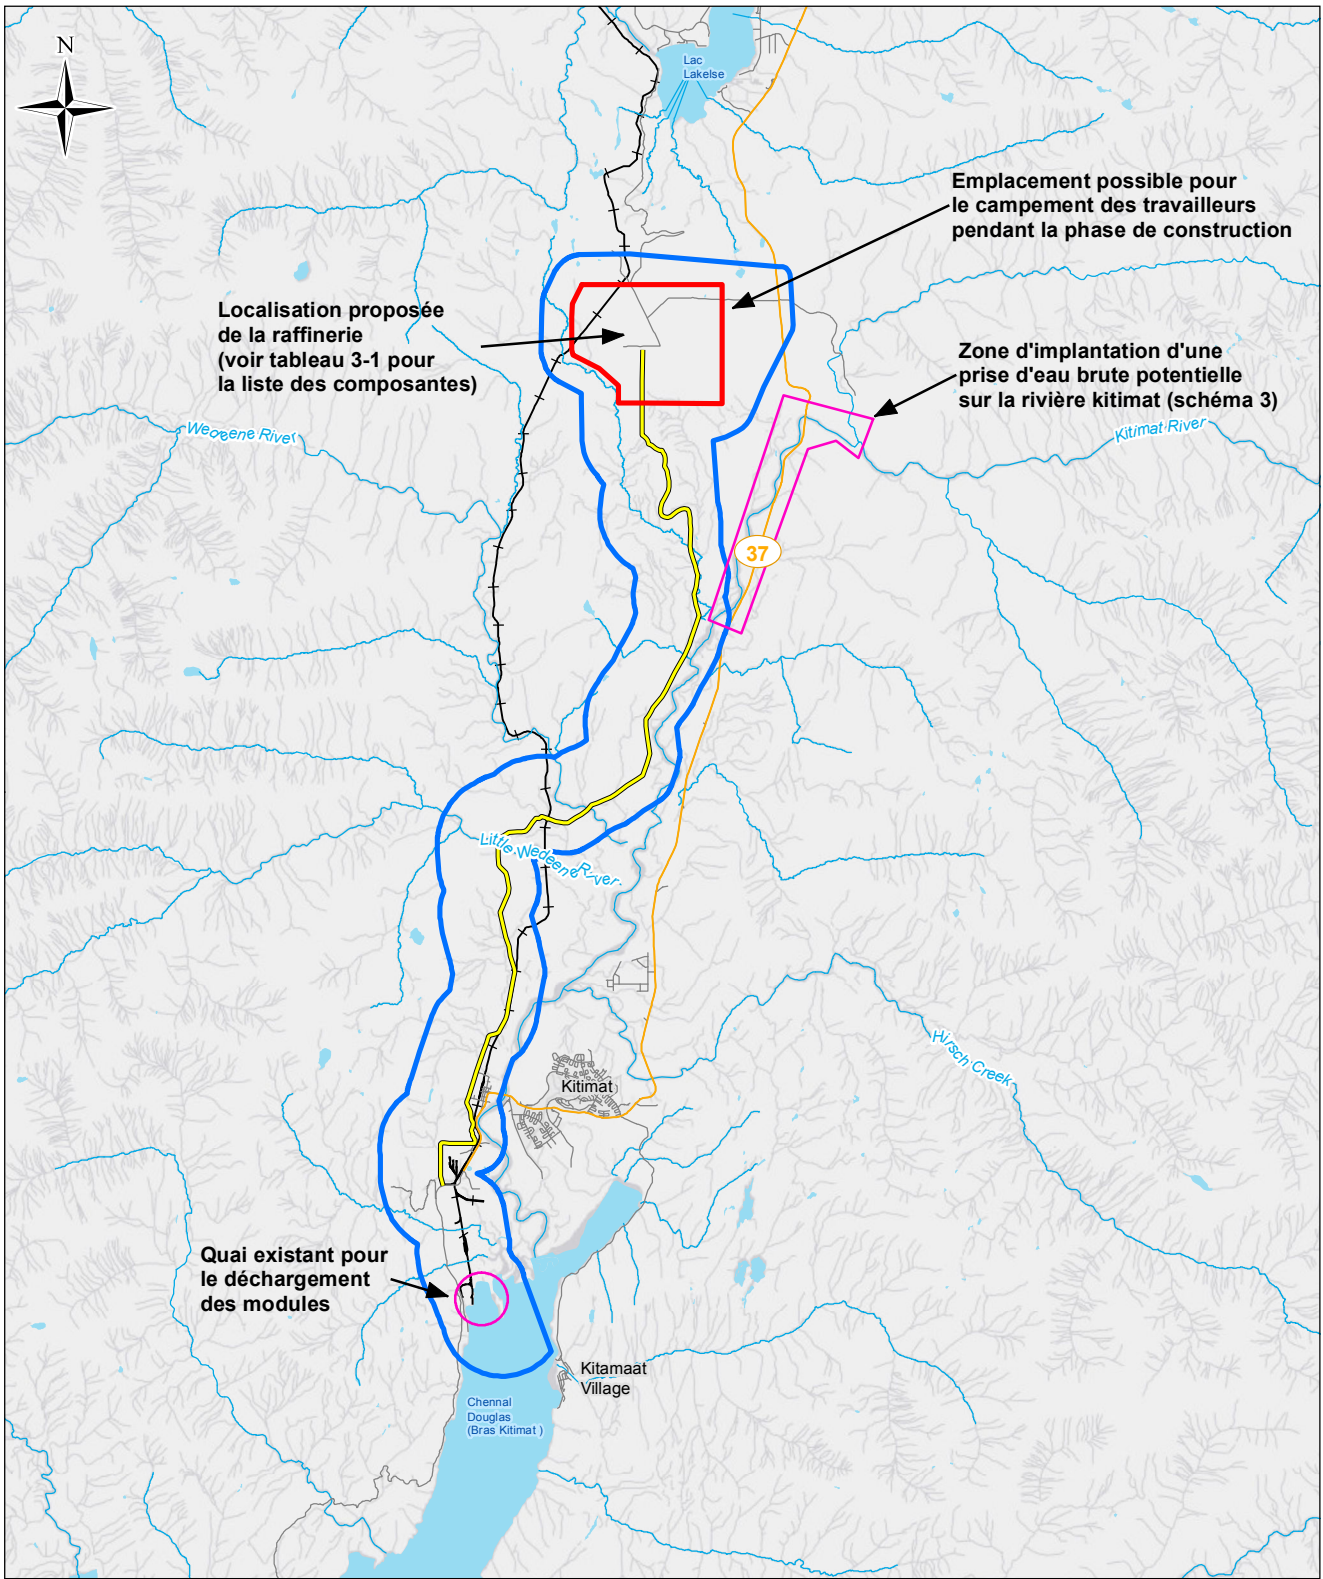 N
Lac
Lakelse
Emplacement possible pour
le campement des travailleurs
pendant la phase de construction
Localisation proposée
de la raffinerie
(voir tableau 3-1 pour
la liste des composantes)
Zone d'implantation d'une
prise d'eau brute potentielle
sur la rivière kitimat (schéma 3)
Wedeene River
Kitimat River
37
Little Wedeene River
Hirsch Creek
Kitimat
Quai existant pour
le déchargement
des modules
Kitamaat
Village
Chennal
Douglas
(Bras Kitimat )